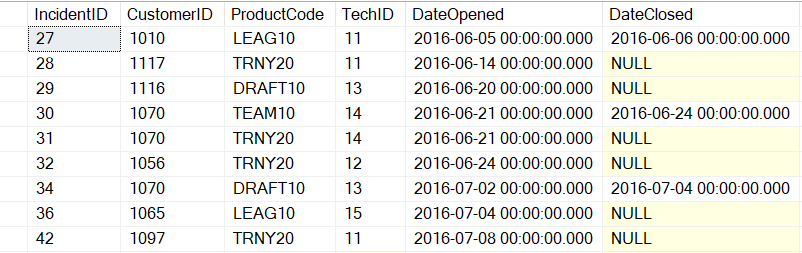 IncidentID CustomerID ProductCode TechID DateOpened DateClosed
27 1010 LEAG10 11 2016-06-05 00:00:00.000 2016-06-06 00:00:00.000
28 1117 TRNY20 11 2016-06-14 00:00:00.000 NULL
29 1116 DRAFT10 13 2016-06-20 00:00:00.000 NULL
30 1070 TEAM10 14 2016-06-21 00:00:00.000 2016-06-24 00:00:00.000
31 1070 TRNY20 14 2016-06-21 00:00:00.000 NULL
32 1056 TRNY20 12 2016-06-24 00:00:00.000 NULL
34 1070 DRAFT10 13 2016-07-02 00:00:00.000 2016-07-04 00:00:00.000
36 1065 LEAG10 15 2016-07-04 00:00:00.000 NULL
42 1097 TRNY20 11 2016-07-08 00:00:00.000 NULL